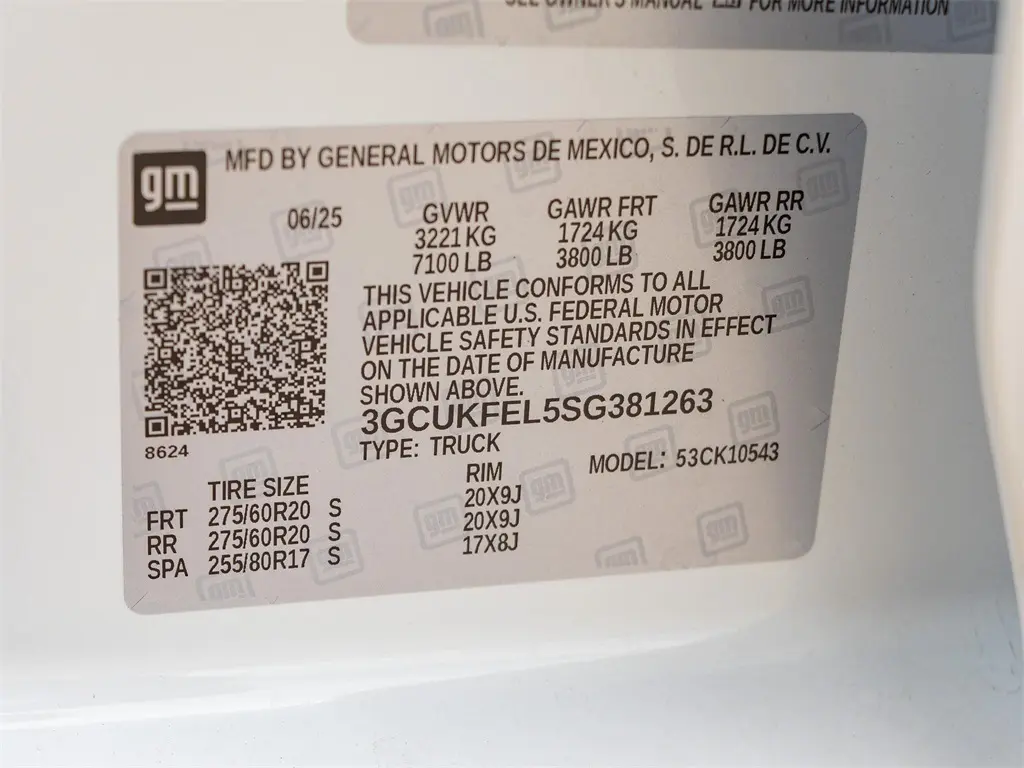 SEE OWNER'S MANUAL FOR MORE INFORMATION
gm
MFD BY GENERAL MOTORS DE MEXICO, S. DE R.L. DE C.V.
06/25 GVWR GAWR FRT GAWR RR
3221 KG 1724 KG 1724 KG
7100 LB 3800 LB 3800 LB
THIS VEHICLE CONFORMS TO ALL
APPLICABLE U.S. FEDERAL MOTOR
VEHICLE SAFETY STANDARDS IN EFFECT
ON THE DATE OF MANUFACTURE
SHOWN ABOVE.
3GCUKFEL5SG381263
8624
TYPE: TRUCK
MODEL: 53CK10543
TIRE SIZE RIM
FRT 275/60R20 S 20X9J
RR 275/60R20 S 20X9J
SPA 255/80R17 S 17X8J